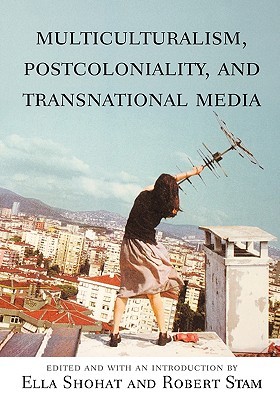 MULTICULTURALISM,
POSTCOLONIALITY, AND
TRANSNATIONAL MEDIA
EDITED AND WITH AN INTRODUCTION BY
ELLA SHOHAT AND ROBERT STAM